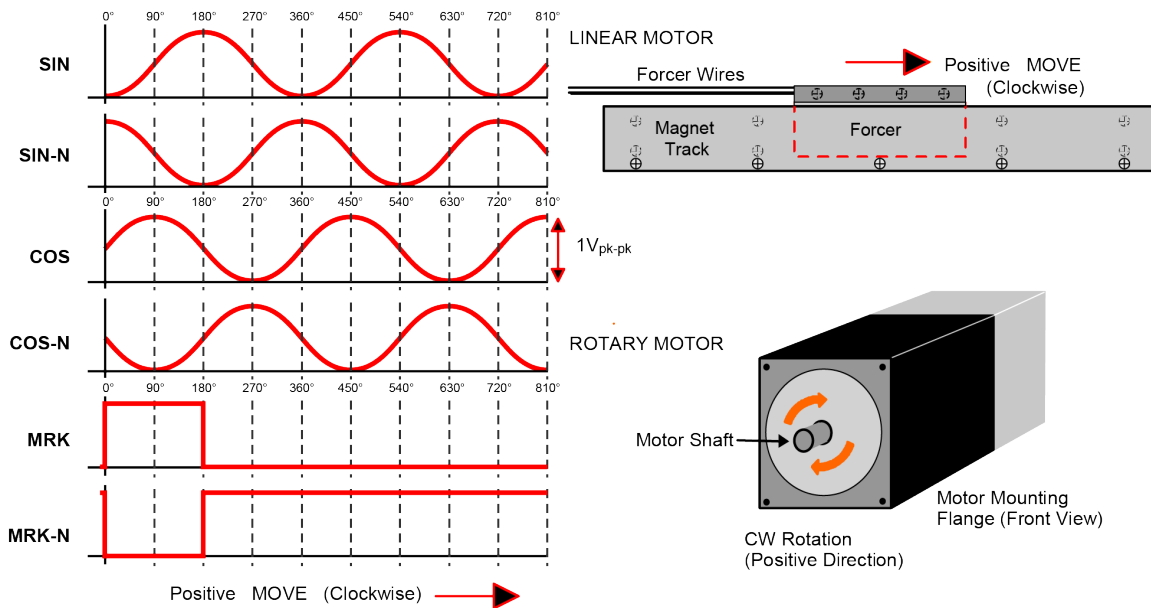 0° 90° 180° 270° 360° 450° 540° 630° 720° 810°
SIN
SIN-N
0° 90° 180° 270° 360° 450° 540° 630° 720° 810°
COS
1Vpk-pk
COS-N
0° 90° 180° 270° 360° 450° 540° 630° 720° 810°
MRK
MRK-N
Positive MOVE (Clockwise)
LINEAR MOTOR
Positive MOVE
(Clockwise)
Forcer Wires
Magnet
Track
Forcer
ROTARY MOTOR
Motor Shaft
Motor Mounting
Flange (Front View)
CW Rotation
(Positive Direction)